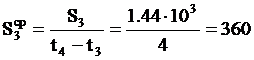 S₃ᶜᵖ = S₃ / (t₄ − t₃) = 1.44·10³ / 4 = 360